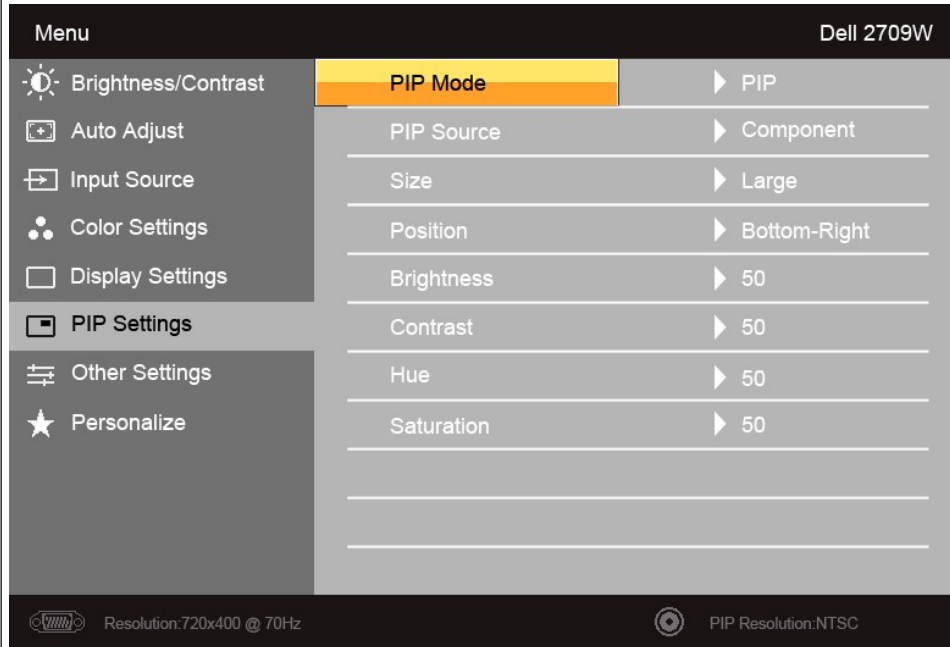 Menu Dell 2709W
Brightness/Contrast
Auto Adjust
Input Source
Color Settings
Display Settings
PIP Settings
Other Settings
Personalize
PIP Mode PIP
PIP Source Component
Size Large
Position Bottom-Right
Brightness 50
Contrast 50
Hue 50
Saturation 50
Resolution:720x400 @ 70Hz PIP Resolution:NTSC